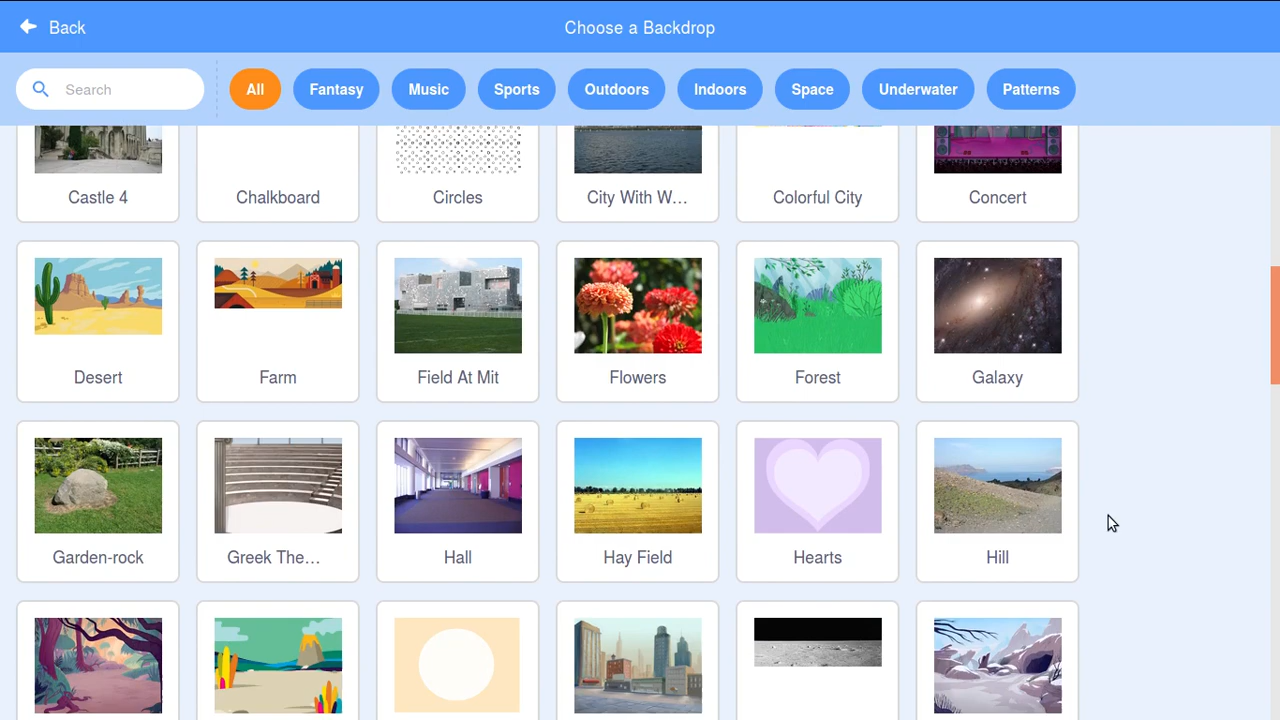 Back
Choose a Backdrop
Search
All
Fantasy
Music
Sports
Outdoors
Indoors
Space
Underwater
Patterns
Castle 4
Chalkboard
Circles
City With W...
Colorful City
Concert
Desert
Farm
Field At Mit
Flowers
Forest
Galaxy
Garden-rock
Greek The...
Hall
Hay Field
Hearts
Hill